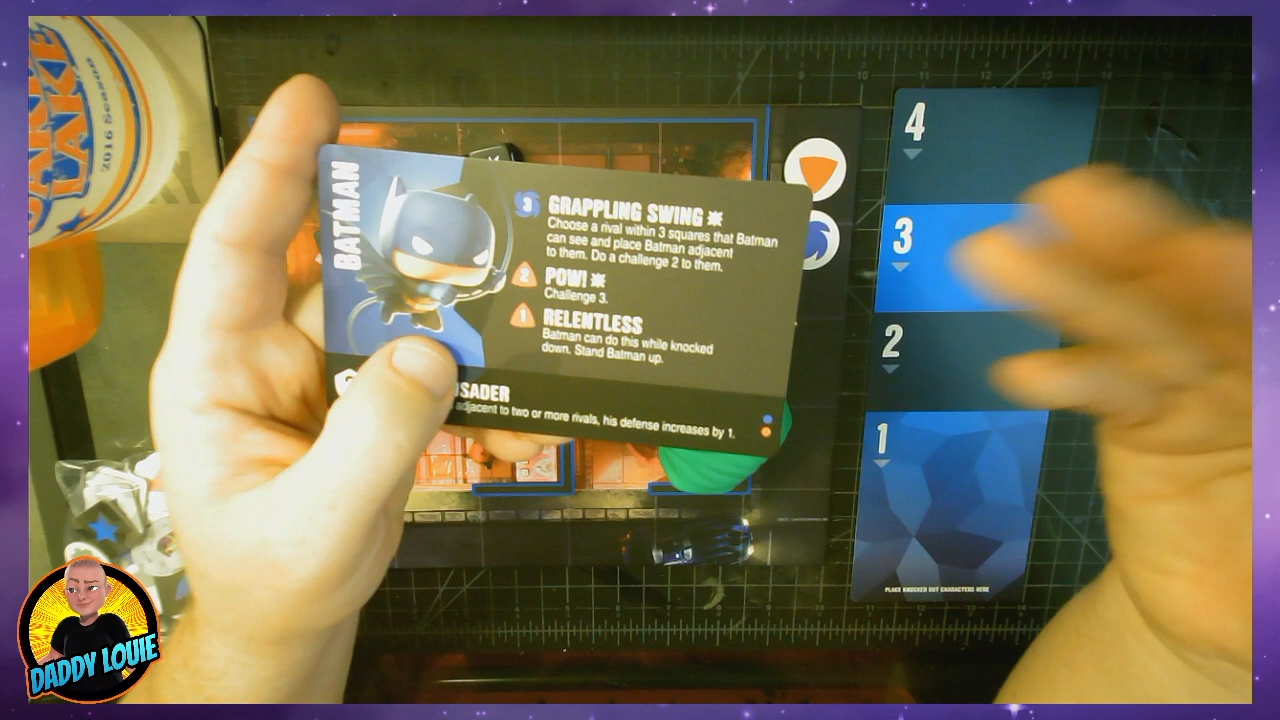 LAKE
2016 Season
BATMAN
3 GRAPPLING SWING
Choose a rival within 3 squares that Batman
can see and place Batman adjacent
to them. Do a challenge 2 to them.
2 POW!
Challenge 3.
1 RELENTLESS
Batman can do this while knocked
down. Stand Batman up.
adjacent to two or more rivals, his defense increases by 1.
4
3
2
1
PLACE KNOCKED OUT CHARACTERS HERE
DADDY LOUIE